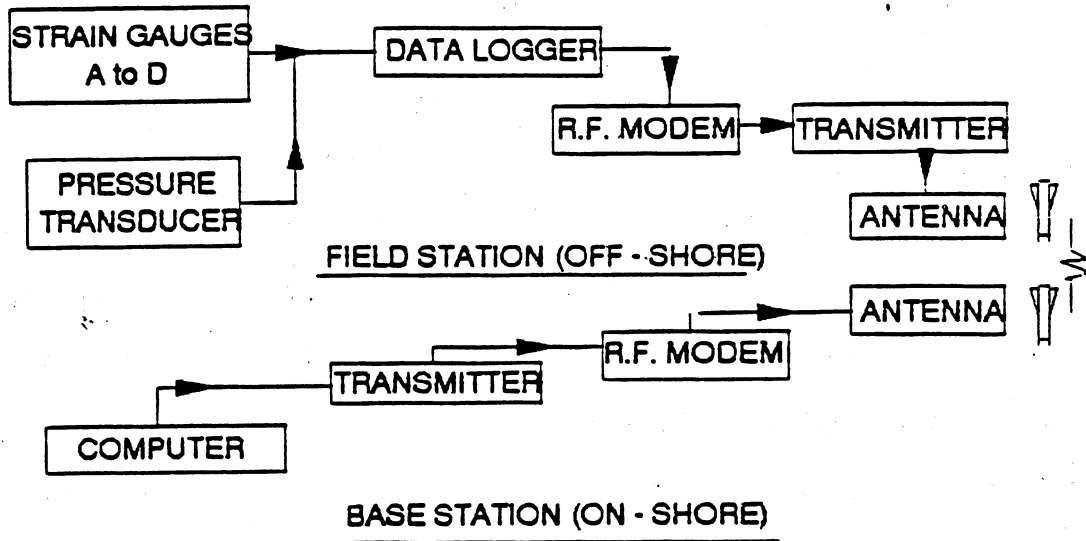 STRAIN GAUGES
A to D
DATA LOGGER
R.F. MODEM
TRANSMITTER
PRESSURE
TRANSDUCER
ANTENNA
FIELD STATION (OFF - SHORE)
ANTENNA
R.F. MODEM
TRANSMITTER
COMPUTER
BASE STATION (ON - SHORE)